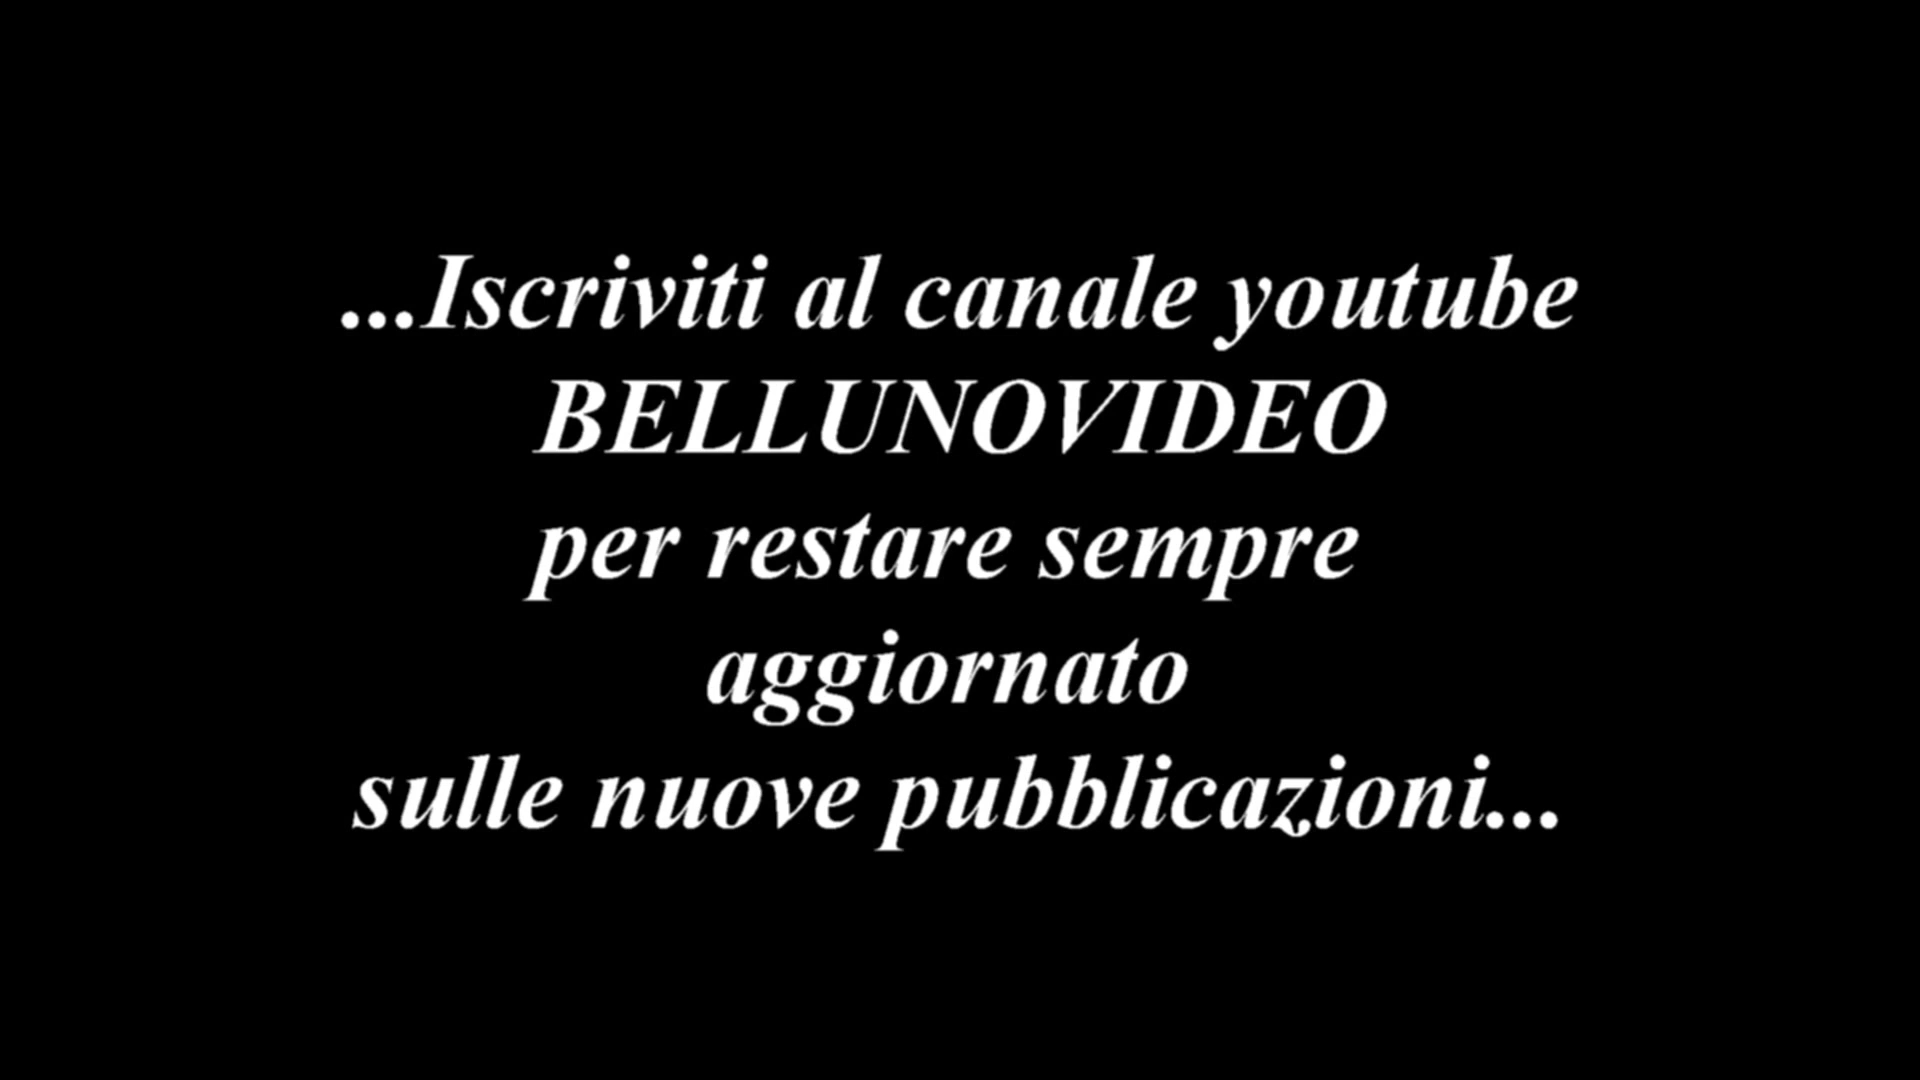 ...Iscriviti al canale youtube
BELLUNOVIDEO
per restare sempre
aggiornato
sulle nuove pubblicazioni...